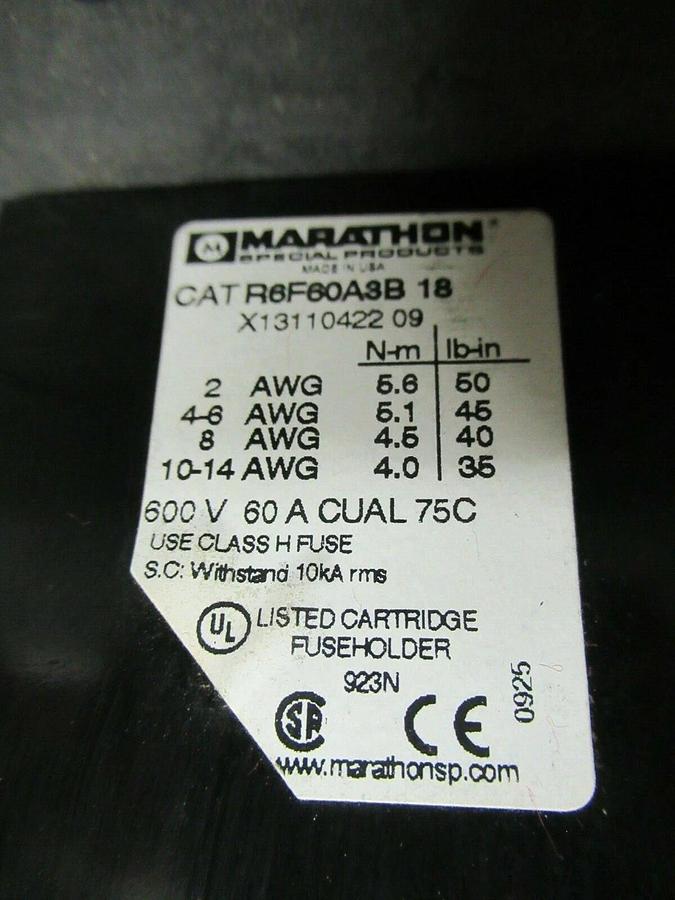 M MARATHON®
SPECIAL PRODUCTS
MADE IN USA
CAT R6F60A3B 18
X13110422 09
N-m lb-in
2 AWG 5.6 50
4-6 AWG 5.1 45
8 AWG 4.5 40
10-14 AWG 4.0 35
600 V 60 A CUAL 75C
USE CLASS H FUSE
S.C: Withstand 10kA rms
UL LISTED CARTRIDGE
FUSEHOLDER
923N
0925
SP CE
www.marathonsp.com